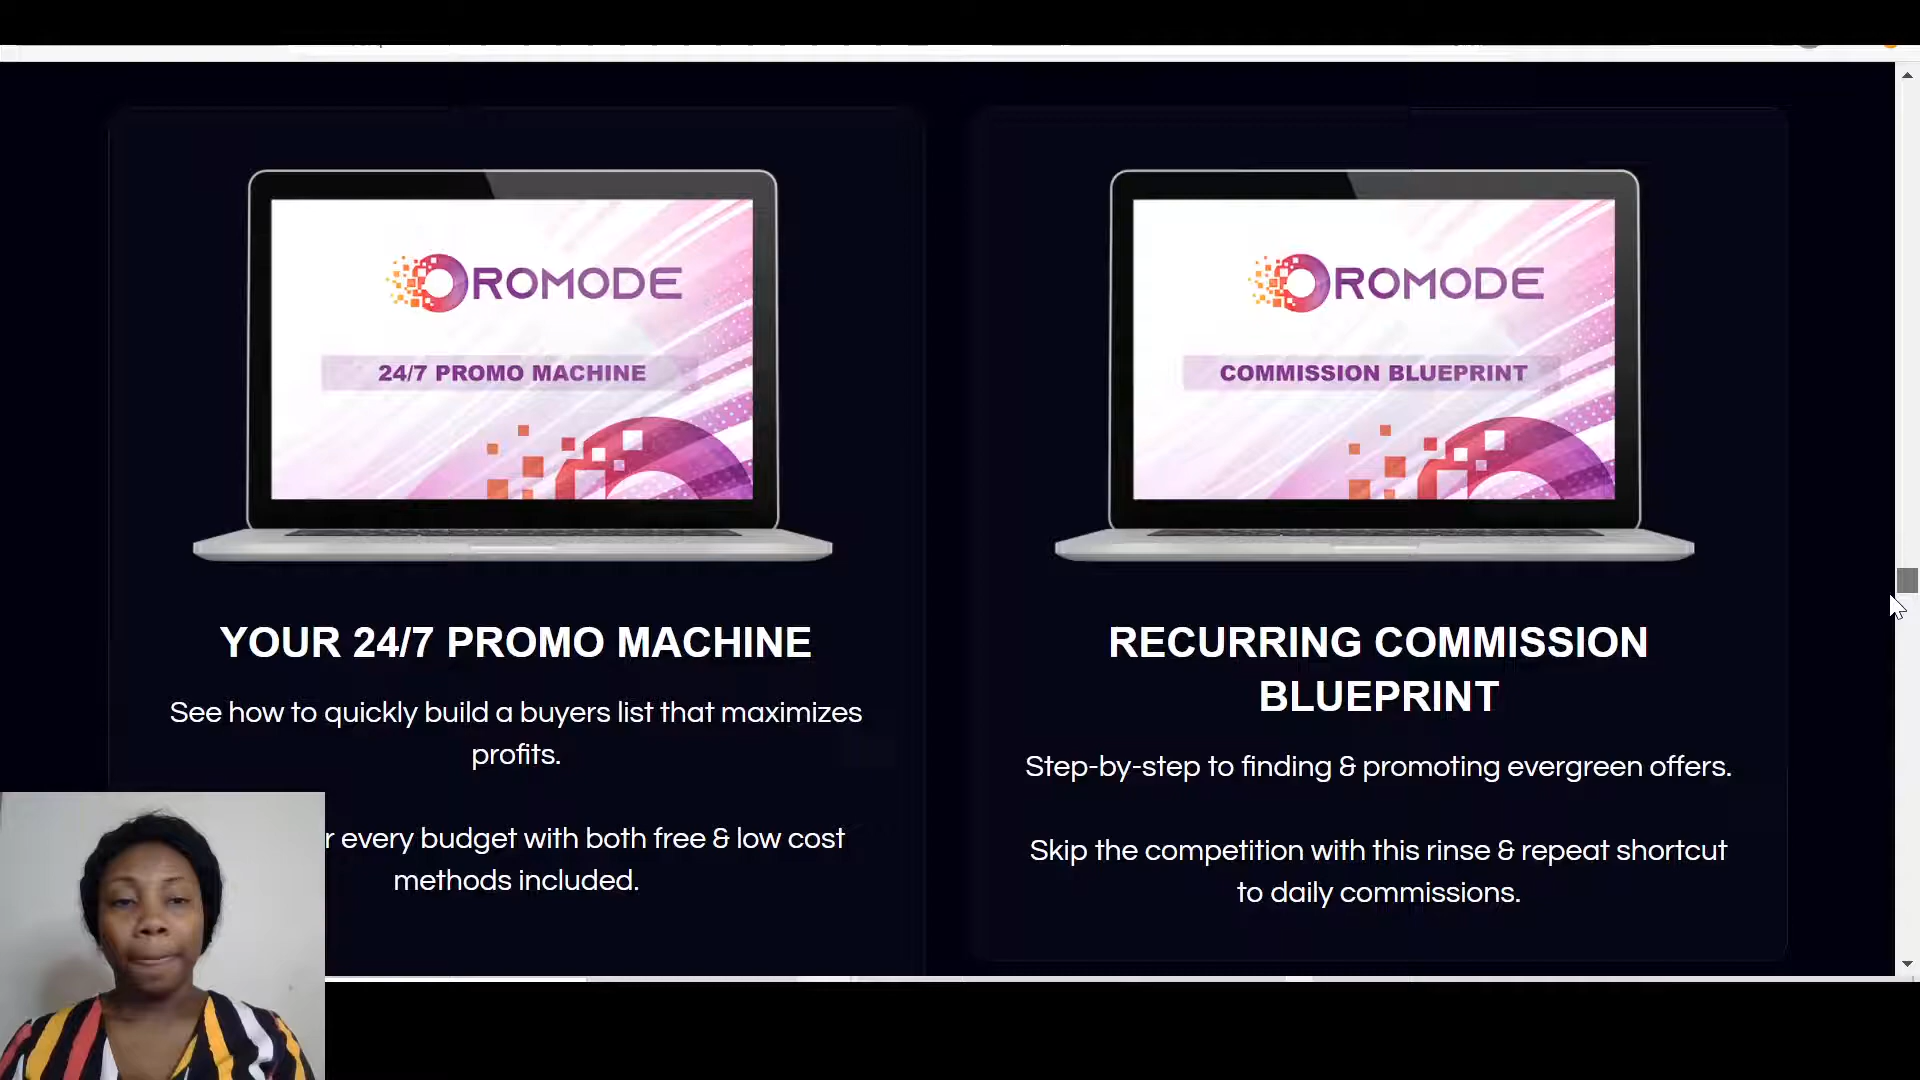 OROMODE
24/7 PROMO MACHINE
YOUR 24/7 PROMO MACHINE
See how to quickly build a buyers list that maximizes
profits.
every budget with both free & low cost
methods included.
OROMODE
COMMISSION BLUEPRINT
RECURRING COMMISSION
BLUEPRINT
Step-by-step to finding & promoting evergreen offers.
Skip the competition with this rinse & repeat shortcut
to daily commissions.